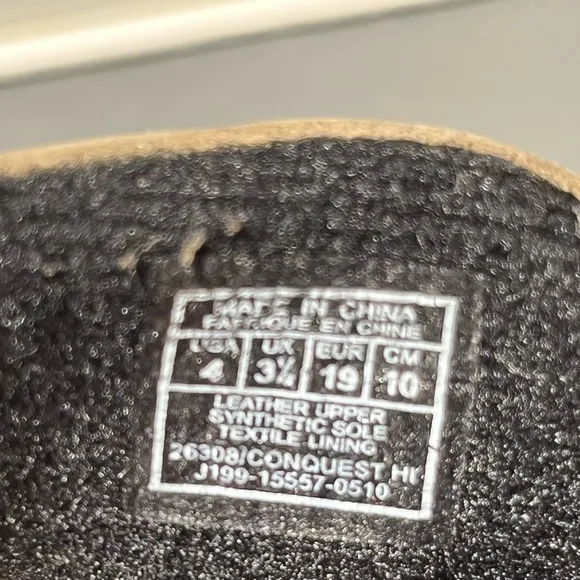 MADE IN CHINA
FABRIQUE EN CHINE
USA UK EUR CM
4 3½ 19 10
LEATHER UPPER
SYNTHETIC SOLE
TEXTILE LINING
26308/CONQUEST HI
J199-15557-0510